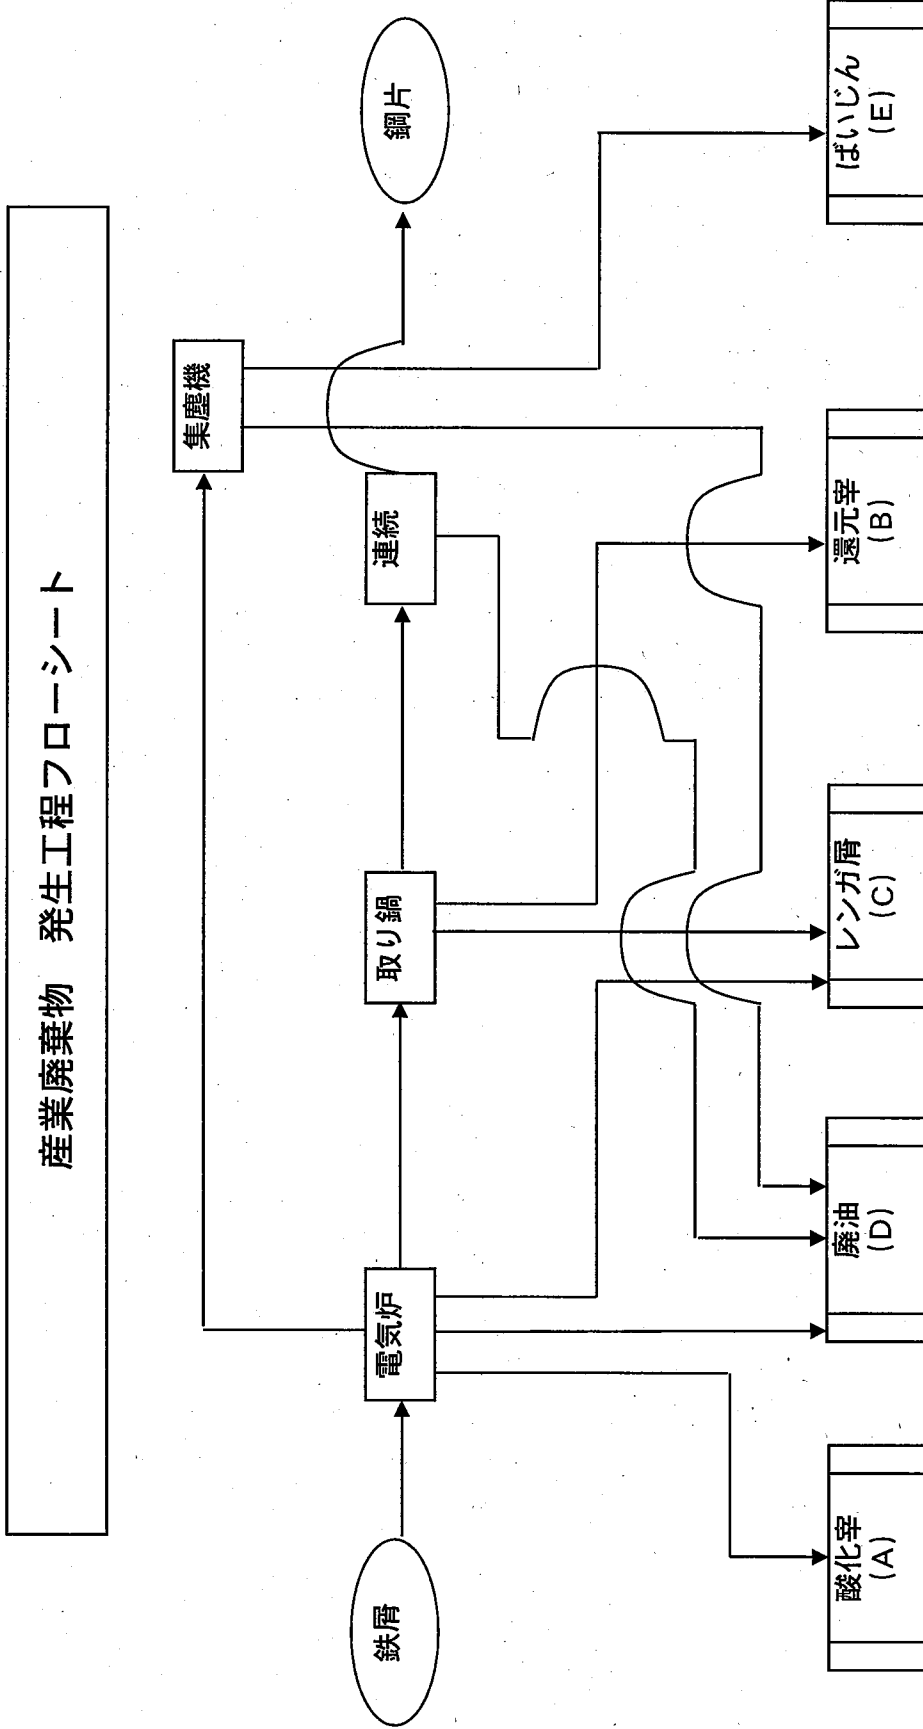 産業廃棄物 発生工程フローシート
集塵機
鉄屑
電気炉
取り鍋
連続
鋼片
酸化宰
(A)
廃油
(D)
レンガ屑
(C)
還元宰
(B)
ばいじん
(E)